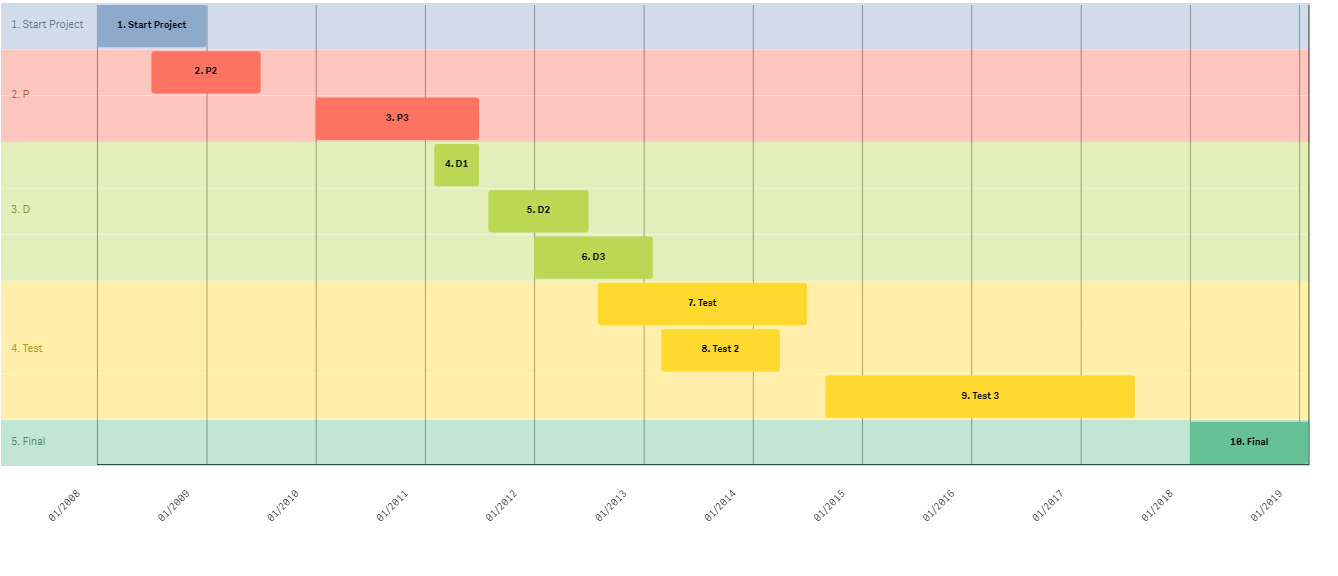 1. Start Project
1. Start Project
2. P2
2. P
3. P3
4. D1
3. D
5. D2
6. D3
7. Test
4. Test
8. Test 2
9. Test 3
5. Final
10. Final
01/2008
01/2009
01/2010
01/2011
01/2012
01/2013
01/2014
01/2015
01/2016
01/2017
01/2018
01/2019